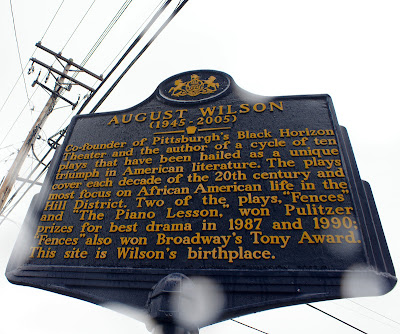 AUGUST WILSON
(1945-2005)
Co-founder of Pittsburgh's Black Horizon
Theater and the author of a cycle of ten
plays that have been hailed as a unique
triumph in American literature. The plays
cover each decade of the 20th century and
most focus on African American life in the
Hill District. Two of the plays, "Fences"
and "The Piano Lesson," won Pulitzer
prizes for best drama in 1987 and 1990;
"Fences" also won Broadway's Tony Award.
This site is Wilson's birthplace.